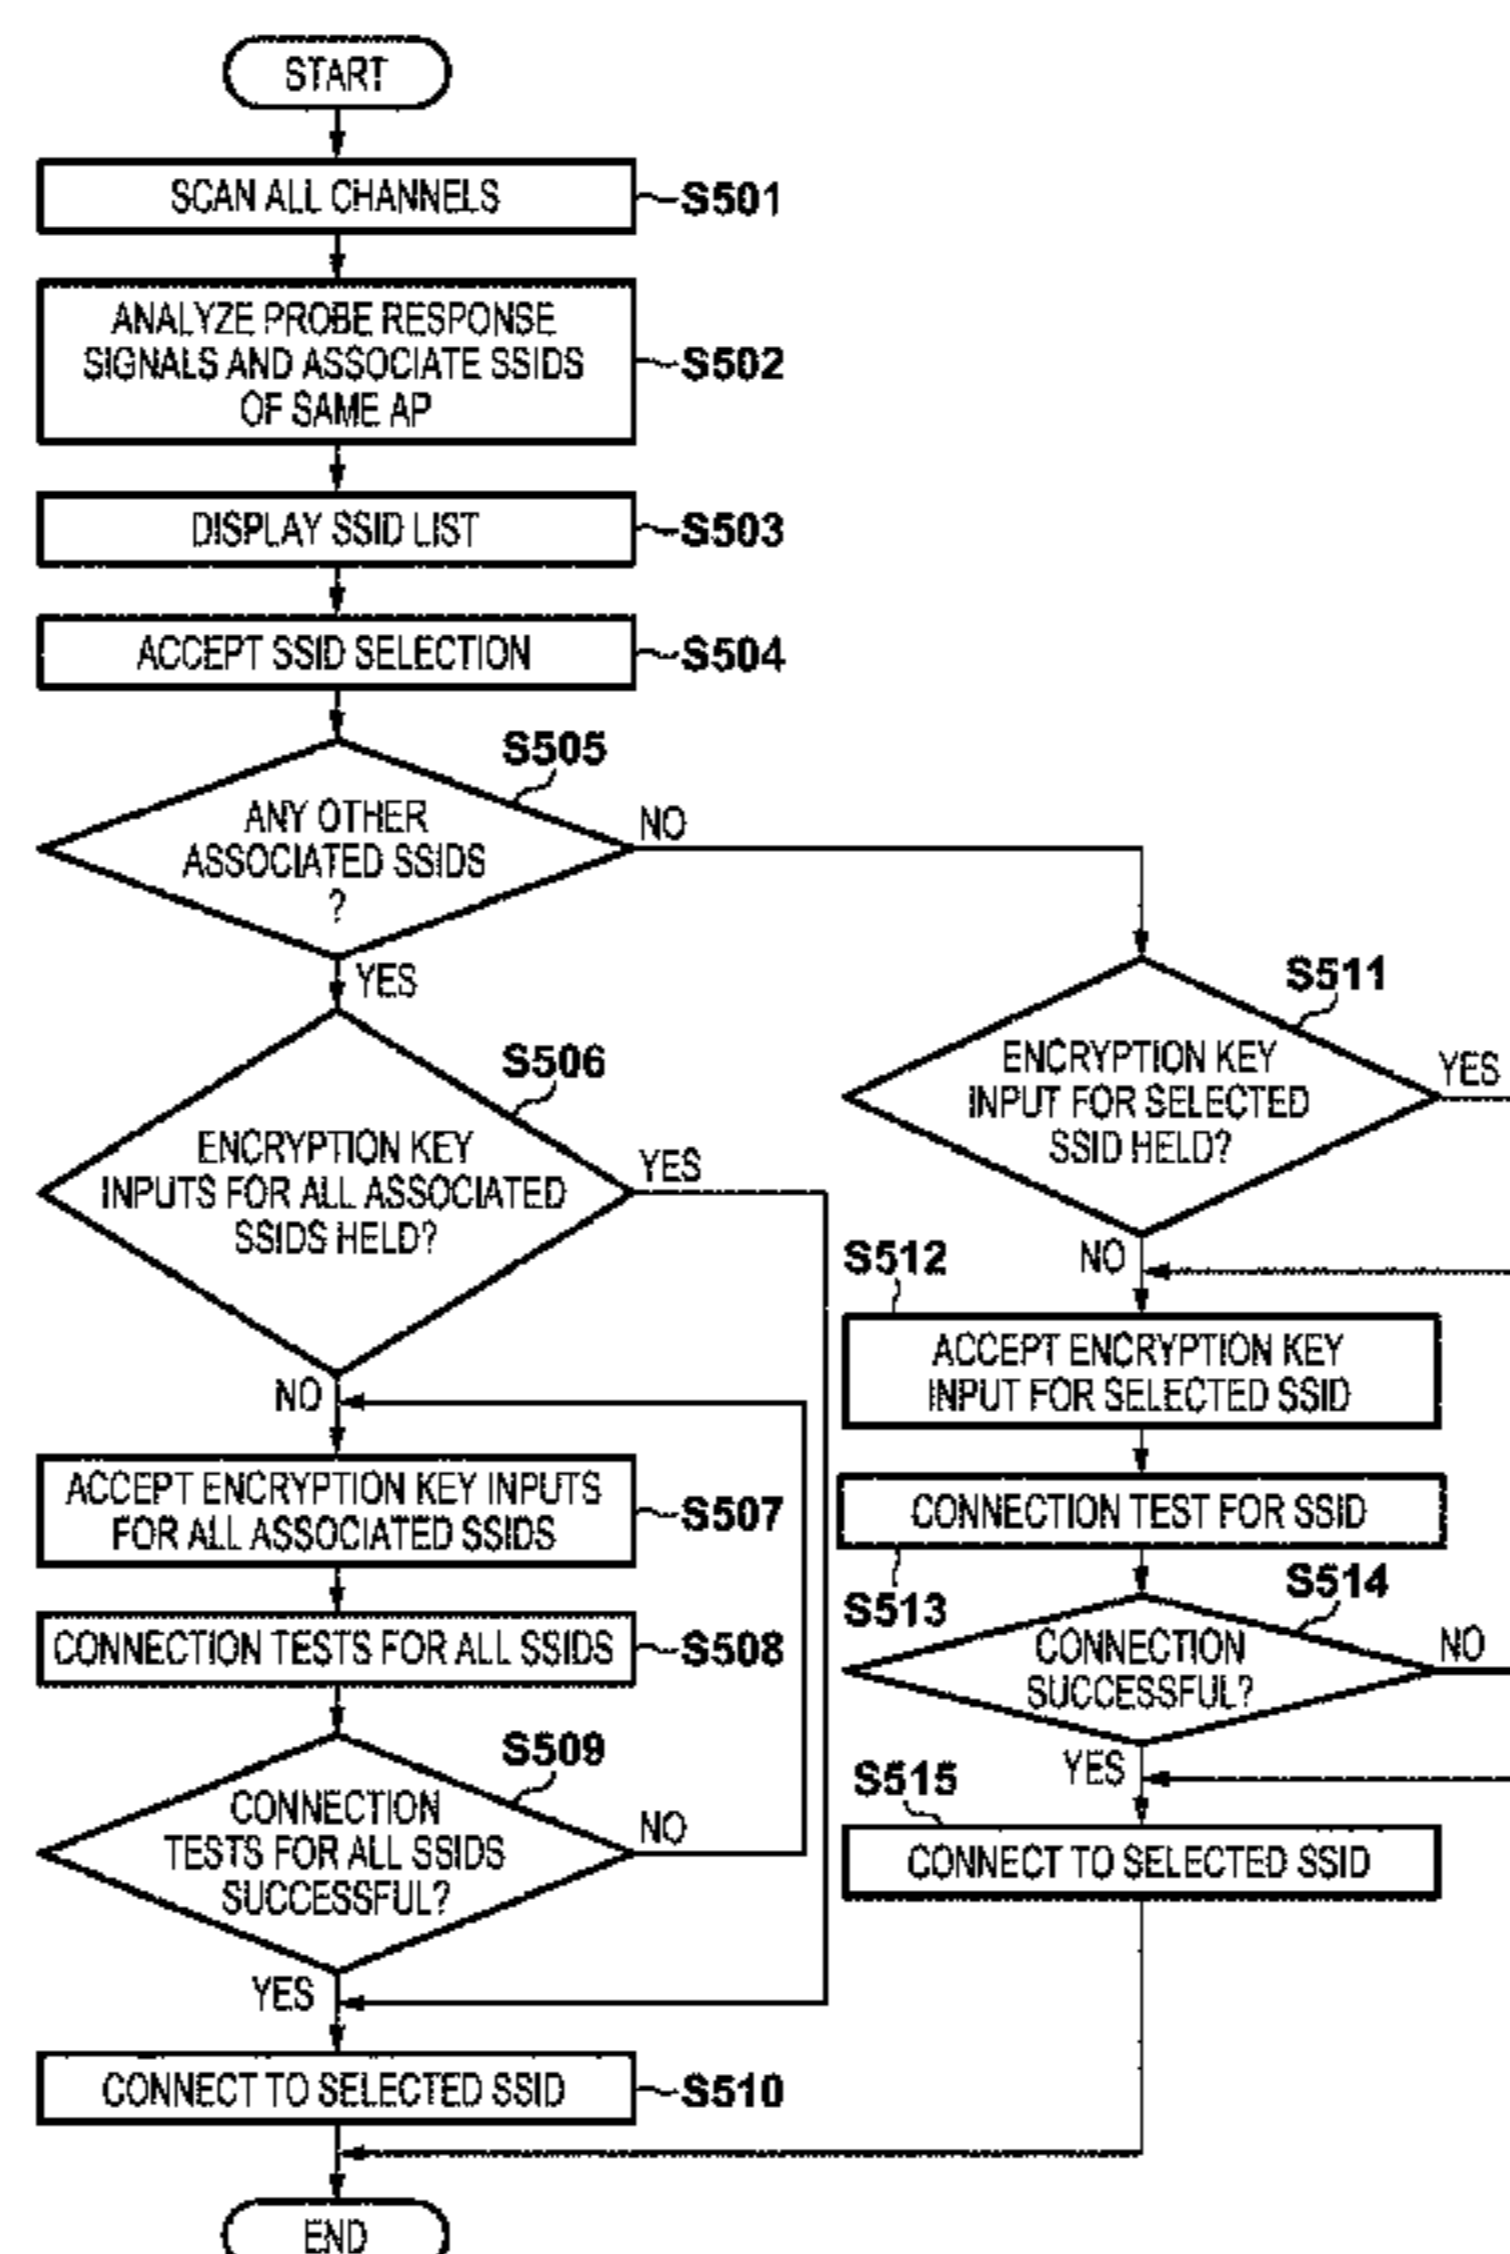 START
SCAN ALL CHANNELS
S501
ANALYZE PROBE RESPONSE
SIGNALS AND ASSOCIATE SSIDS
OF SAME AP
S502
DISPLAY SSID LIST
S503
ACCEPT SSID SELECTION
S504
S505
ANY OTHER
ASSOCIATED SSIDS
?
NO
YES
S506
ENCRYPTION KEY
INPUTS FOR ALL ASSOCIATED
SSIDS HELD?
YES
NO
ACCEPT ENCRYPTION KEY INPUTS
FOR ALL ASSOCIATED SSIDS
S507
CONNECTION TESTS FOR ALL SSIDS
S508
S509
CONNECTION
TESTS FOR ALL SSIDS
SUCCESSFUL?
NO
YES
CONNECT TO SELECTED SSID
S510
END
S511
ENCRYPTION KEY
INPUT FOR SELECTED
SSID HELD?
YES
NO
S512
ACCEPT ENCRYPTION KEY
INPUT FOR SELECTED SSID
CONNECTION TEST FOR SSID
S513
S514
CONNECTION
SUCCESSFUL?
NO
YES
S515
CONNECT TO SELECTED SSID